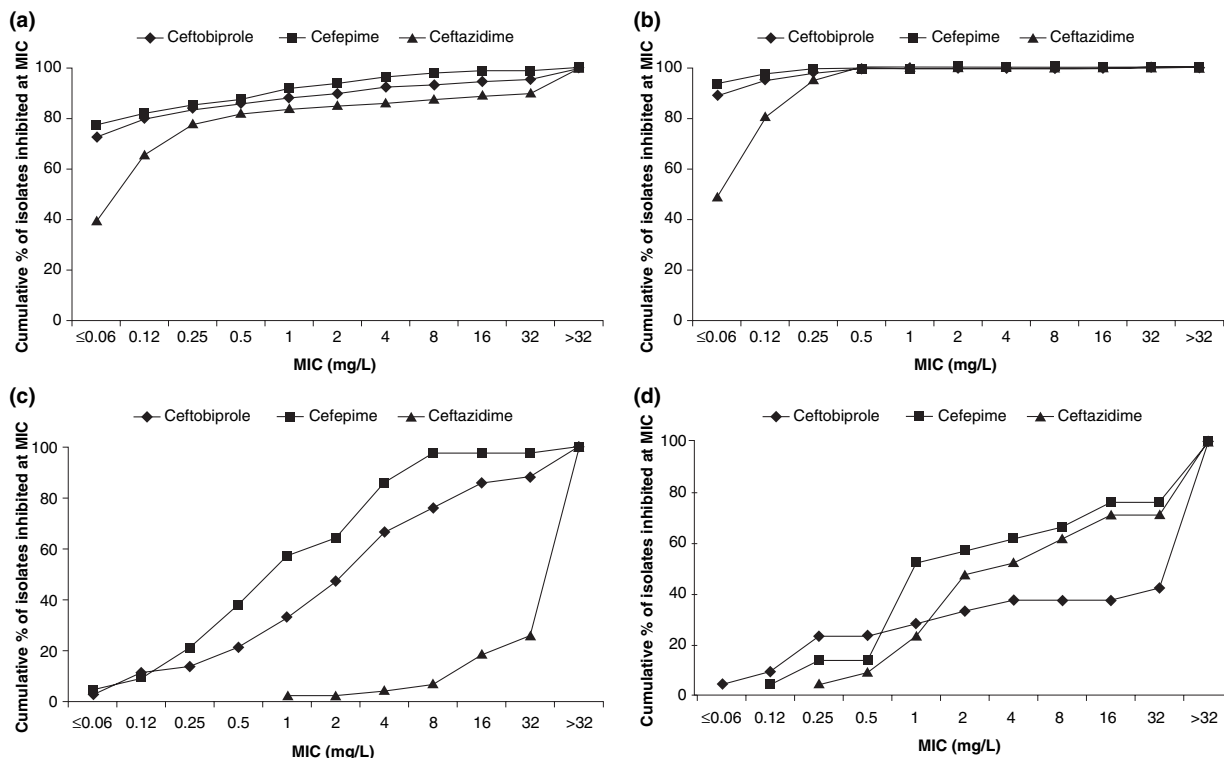 (a)
Ceftobiprole Cefepime Ceftazidime
Cumulative % of isolates inhibited at MIC
100
80
60
40
20
0
≤0.06 0.12 0.25 0.5 1 2 4 8 16 32 >32
MIC (mg/L)
(b)
Ceftobiprole Cefepime Ceftazidime
Cumulative % of isolates inhibited at MIC
100
80
60
40
20
0
≤0.06 0.12 0.25 0.5 1 2 4 8 16 32 >32
MIC (mg/L)
(c)
Ceftobiprole Cefepime Ceftazidime
Cumulative % of isolates inhibited at MIC
100
80
60
40
20
0
≤0.06 0.12 0.25 0.5 1 2 4 8 16 32 >32
MIC (mg/L)
(d)
Ceftobiprole Cefepime Ceftazidime
Cumulative % of isolates inhibited at MIC
100
80
60
40
20
0
≤0.06 0.12 0.25 0.5 1 2 4 8 16 32 >32
MIC (mg/L)